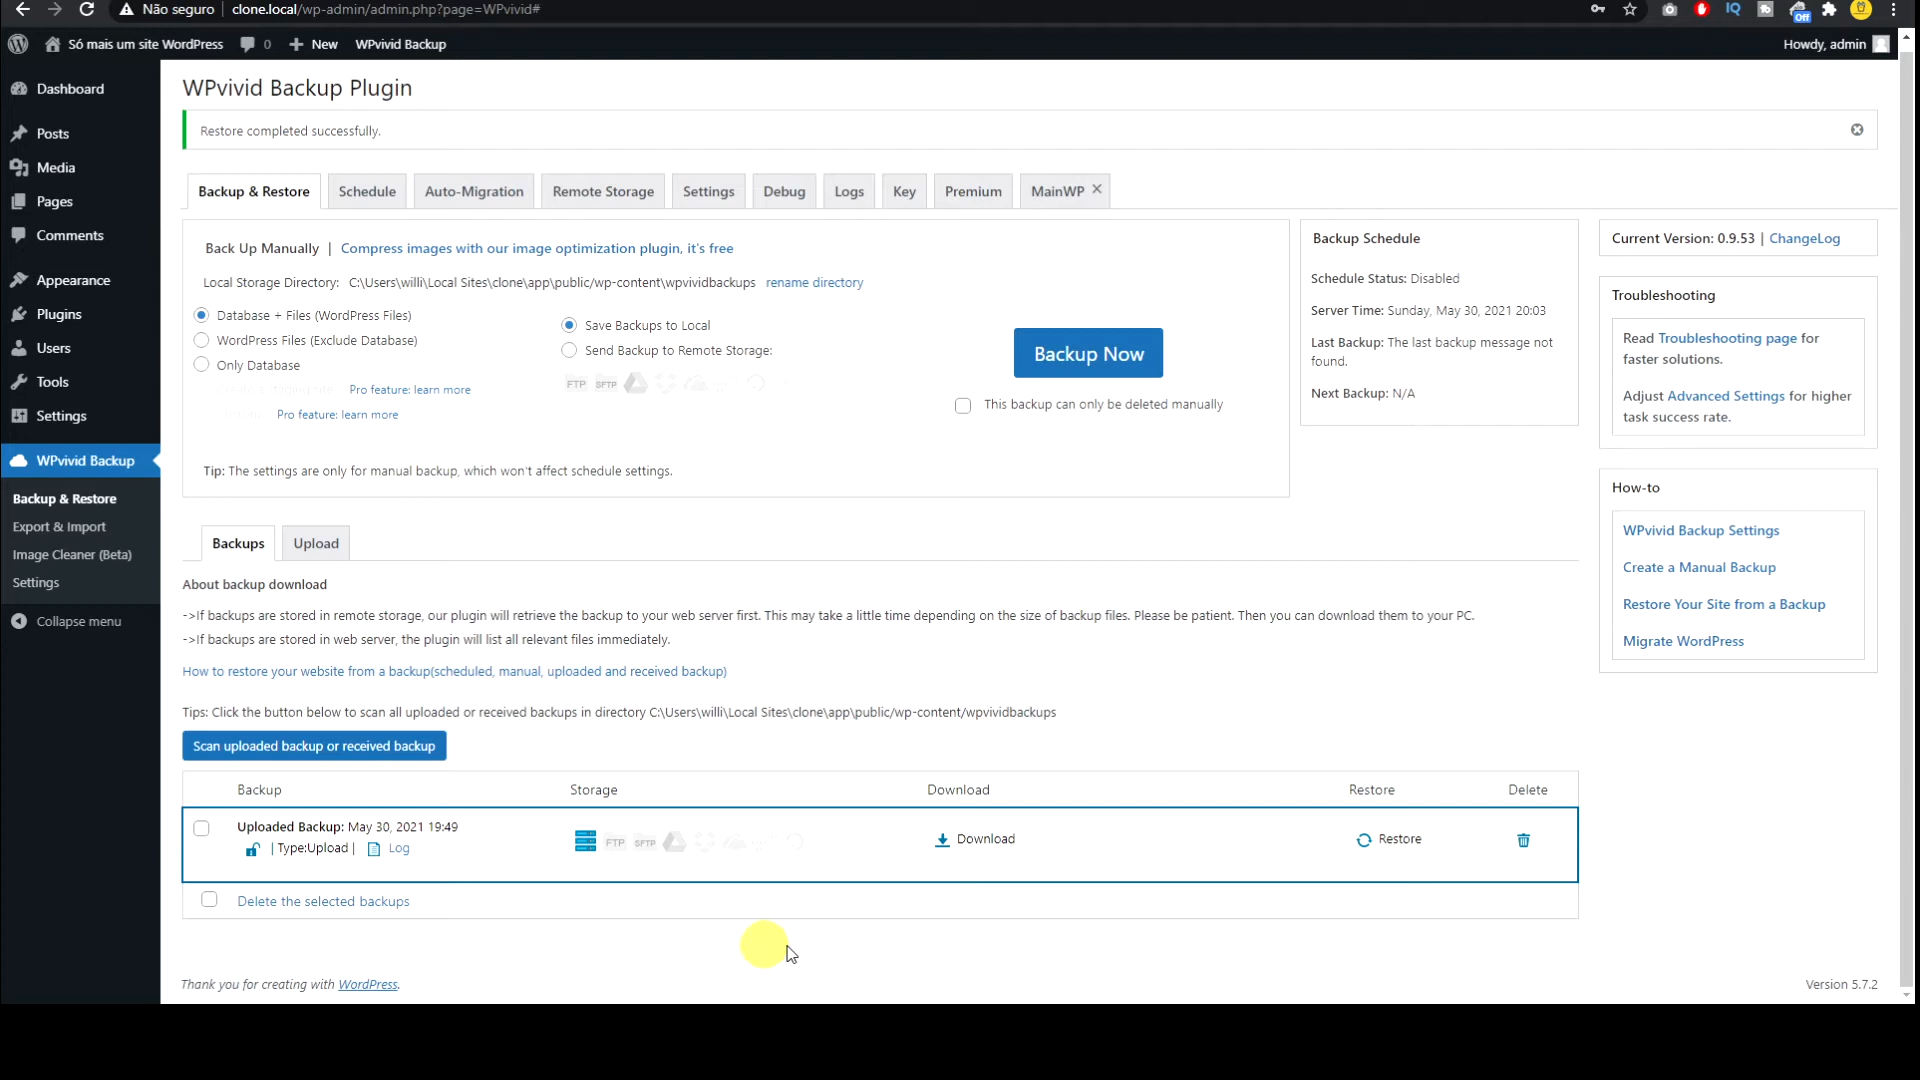 Não seguro clone.local/wp-admin/admin.php?page=WPvivid#
IQ
Off
Só mais um site WordPress 0 New WPvivid Backup Howdy, admin
Dashboard
Posts
Media
Pages
Comments
Appearance
Plugins
Users
Tools
Settings
WPvivid Backup
Backup & Restore
Export & Import
Image Cleaner (Beta)
Settings
Collapse menu
WPvivid Backup Plugin
Restore completed successfully.
Backup & Restore Schedule Auto-Migration Remote Storage Settings Debug Logs Key Premium MainWP
Back Up Manually | Compress images with our image optimization plugin, it's free
Local Storage Directory: C:\Users\willi\Local Sites\clone\app\public/wp-content\wpvividbackups rename directory
Database + Files (WordPress Files)
WordPress Files (Exclude Database)
Only Database
Pro feature: learn more
Pro feature: learn more
Save Backups to Local
Send Backup to Remote Storage:
FTP SFTP
Backup Now
This backup can only be deleted manually
Tip: The settings are only for manual backup, which won't affect schedule settings.
Backup Schedule
Schedule Status: Disabled
Server Time: Sunday, May 30, 2021 20:03
Last Backup: The last backup message not
found.
Next Backup: N/A
Current Version: 0.9.53 | ChangeLog
Troubleshooting
Read Troubleshooting page for
faster solutions.
Adjust Advanced Settings for higher
task success rate.
How-to
WPvivid Backup Settings
Create a Manual Backup
Restore Your Site from a Backup
Migrate WordPress
Backups Upload
About backup download
->If backups are stored in remote storage, our plugin will retrieve the backup to your web server first. This may take a little time depending on the size of backup files. Please be patient. Then you can download them to your PC.
->If backups are stored in web server, the plugin will list all relevant files immediately.
How to restore your website from a backup(scheduled, manual, uploaded and received backup)
Tips: Click the button below to scan all uploaded or received backups in directory C:\Users\willi\Local Sites\clone\app\public/wp-content/wpvividbackups
Scan uploaded backup or received backup
Backup Storage Download Restore Delete
Uploaded Backup: May 30, 2021 19:49
| Type:Upload | Log
FTP SFTP
Download
Restore
Delete the selected backups
Thank you for creating with WordPress.
Version 5.7.2